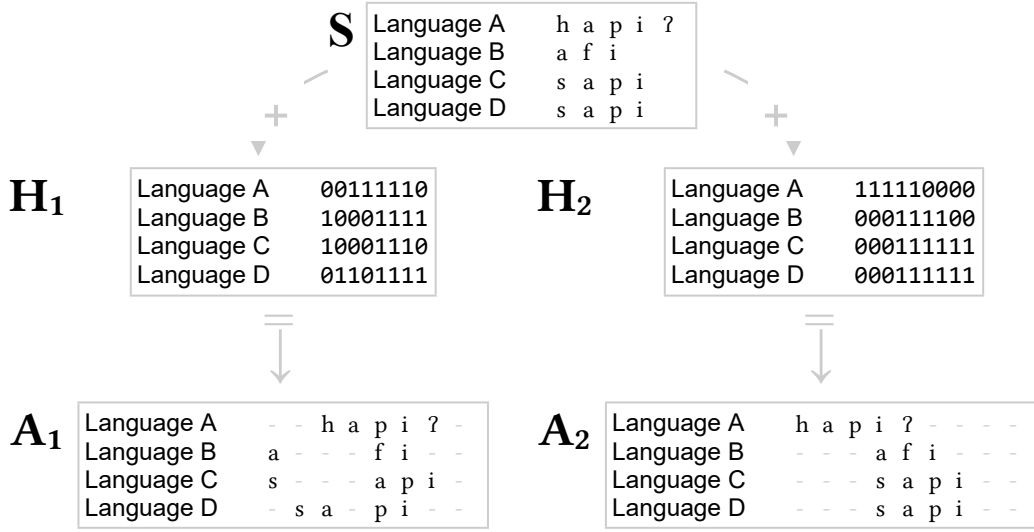 S
Language A h a p i ʔ
Language B a f i
Language C s a p i
Language D s a p i
+ +
H1
Language A 00111110
Language B 10001111
Language C 10001110
Language D 01101111
H2
Language A 111110000
Language B 000111100
Language C 000111111
Language D 000111111
A1
Language A - - h a p i ʔ -
Language B a - - - f i - -
Language C s - - - a p i -
Language D - s a - p i - -
A2
Language A h a p i ʔ - - - -
Language B - - - a f i - - -
Language C - - - s a p i - -
Language D - - - s a p i - -